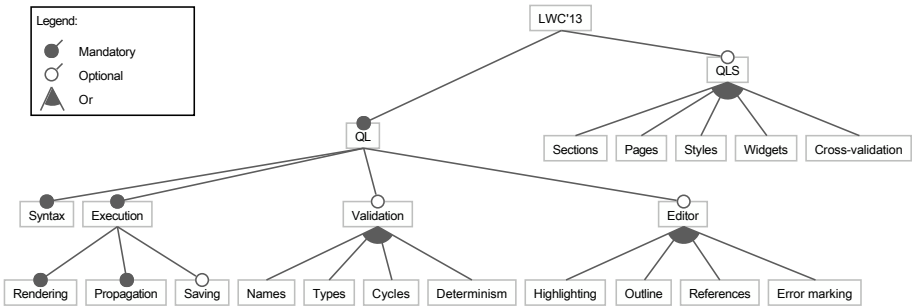 Legend:
Mandatory
Optional
Or
LWC'13
QLS
QL
Sections Pages Styles Widgets Cross-validation
Syntax Execution Validation Editor
Rendering Propagation Saving Names Types Cycles Determinism Highlighting Outline References Error marking